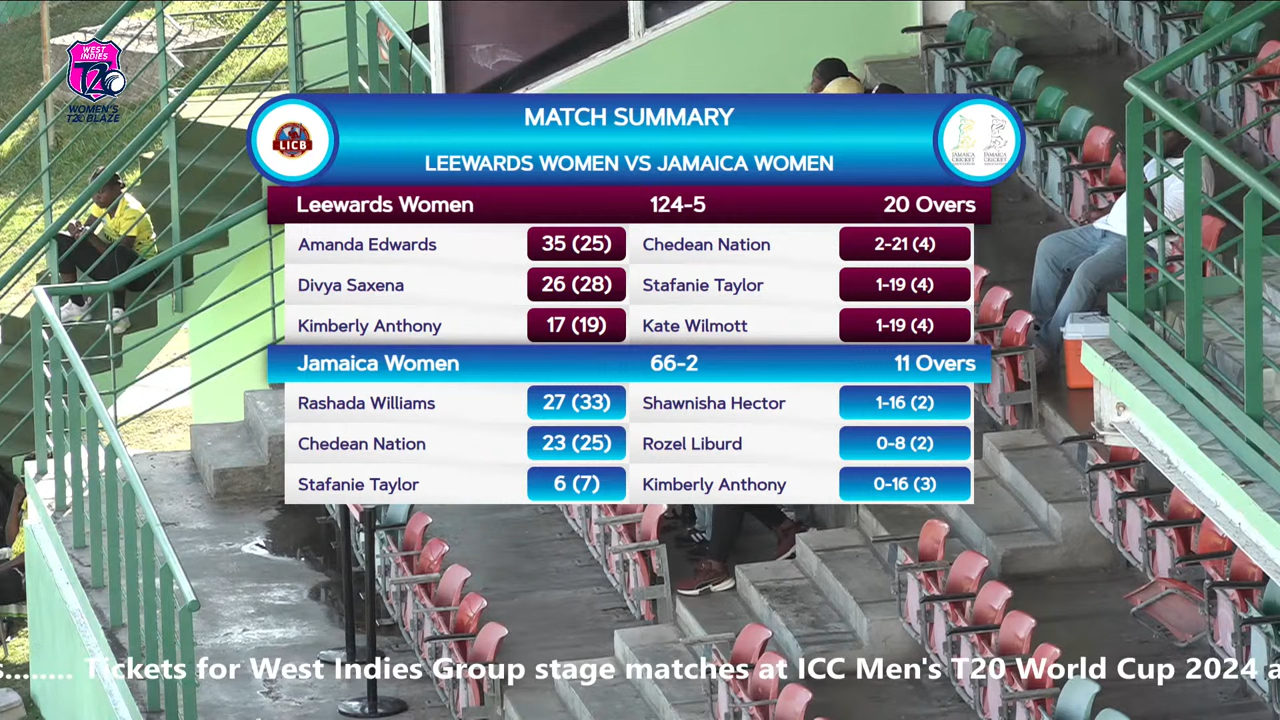 WEST
INDIES
T20
WOMEN'S
T20 BLAZE
MATCH SUMMARY
LICB
JAMAICA CRICKET
JAMAICA CRICKET
LEEWARDS WOMEN VS JAMAICA WOMEN
Leewards Women 124-5 20 Overs
Amanda Edwards 35 (25) Chedean Nation 2-21 (4)
Divya Saxena 26 (28) Stafanie Taylor 1-19 (4)
Kimberly Anthony 17 (19) Kate Wilmott 1-19 (4)
Jamaica Women 66-2 11 Overs
Rashada Williams 27 (33) Shawnisha Hector 1-16 (2)
Chedean Nation 23 (25) Rozel Liburd 0-8 (2)
Stafanie Taylor 6 (7) Kimberly Anthony 0-16 (3)
s........ Tickets for West Indies Group stage matches at ICC Men's T20 World Cup 2024 a